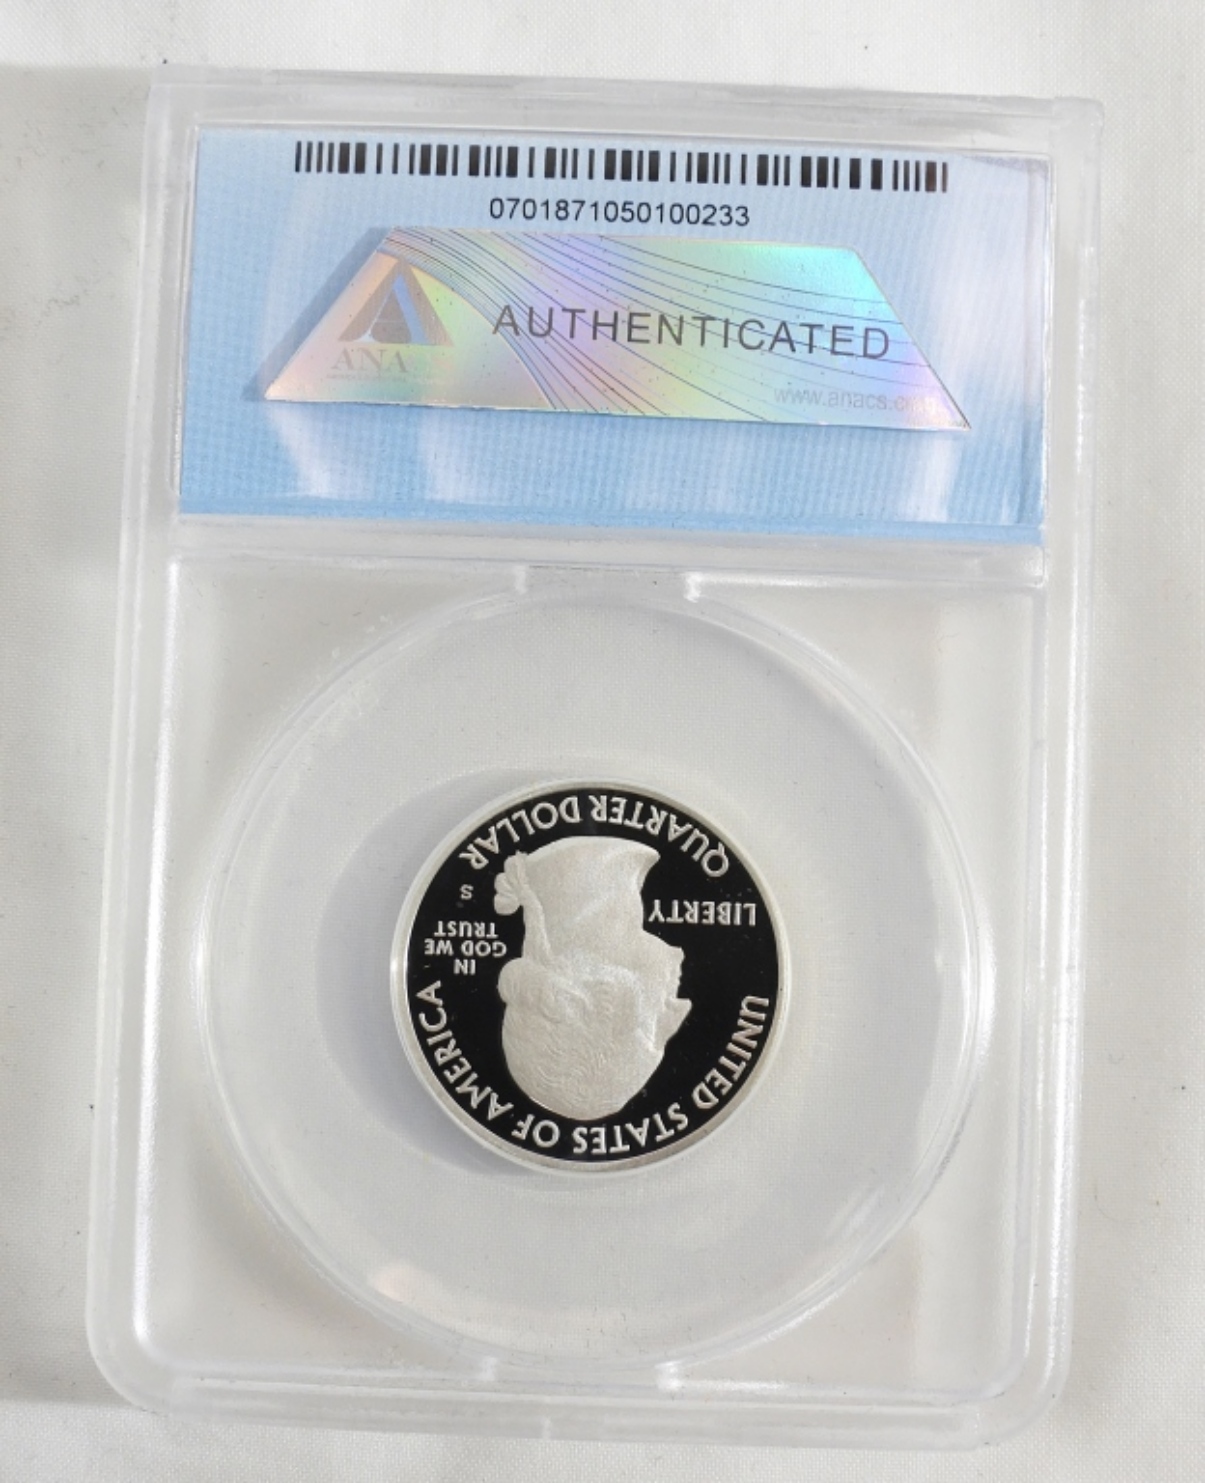 0701871050100233
ANA
AUTHENTICATED
www.anacs.com
QUARTER DOLLAR
LIBERTY
S
IN
GOD WE
TRUST
UNITED STATES OF AMERICA